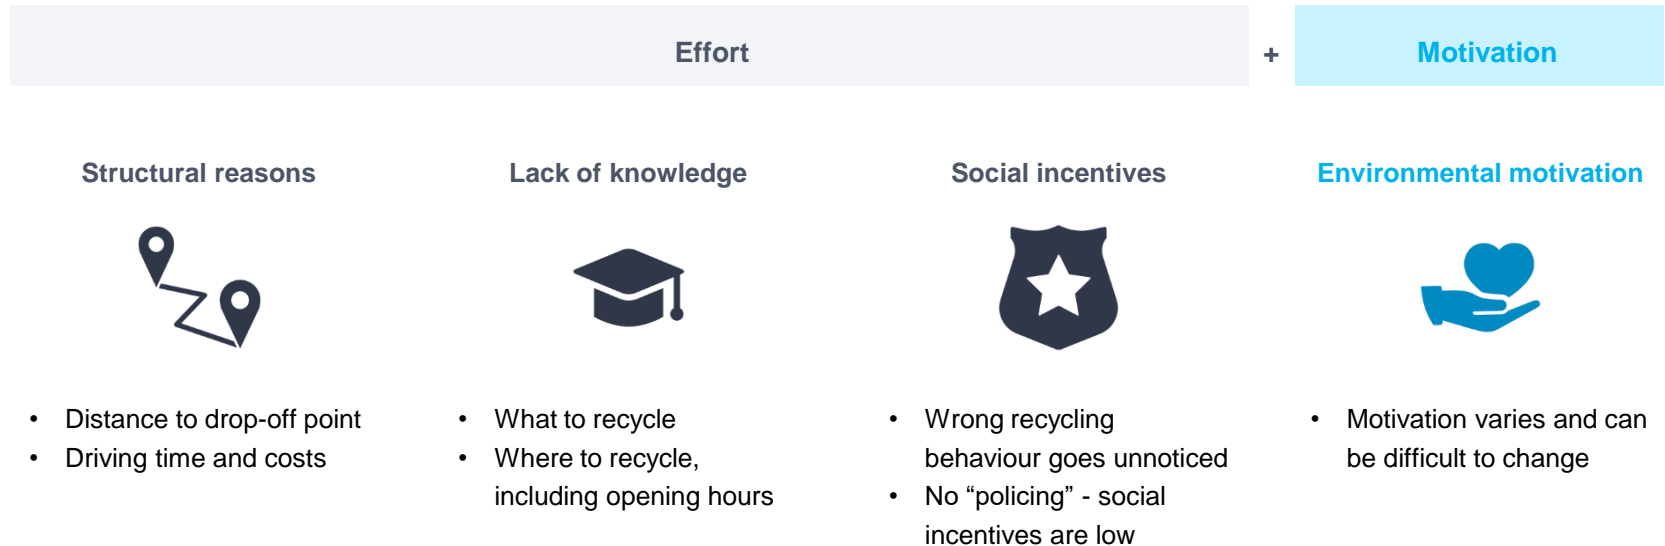 Effort
+
Motivation
Structural reasons
Lack of knowledge
Social incentives
Environmental motivation
• Distance to drop-off point
• Driving time and costs
• What to recycle
• Where to recycle,
including opening hours
• Wrong recycling
behaviour goes unnoticed
• No “policing” - social
incentives are low
• Motivation varies and can
be difficult to change